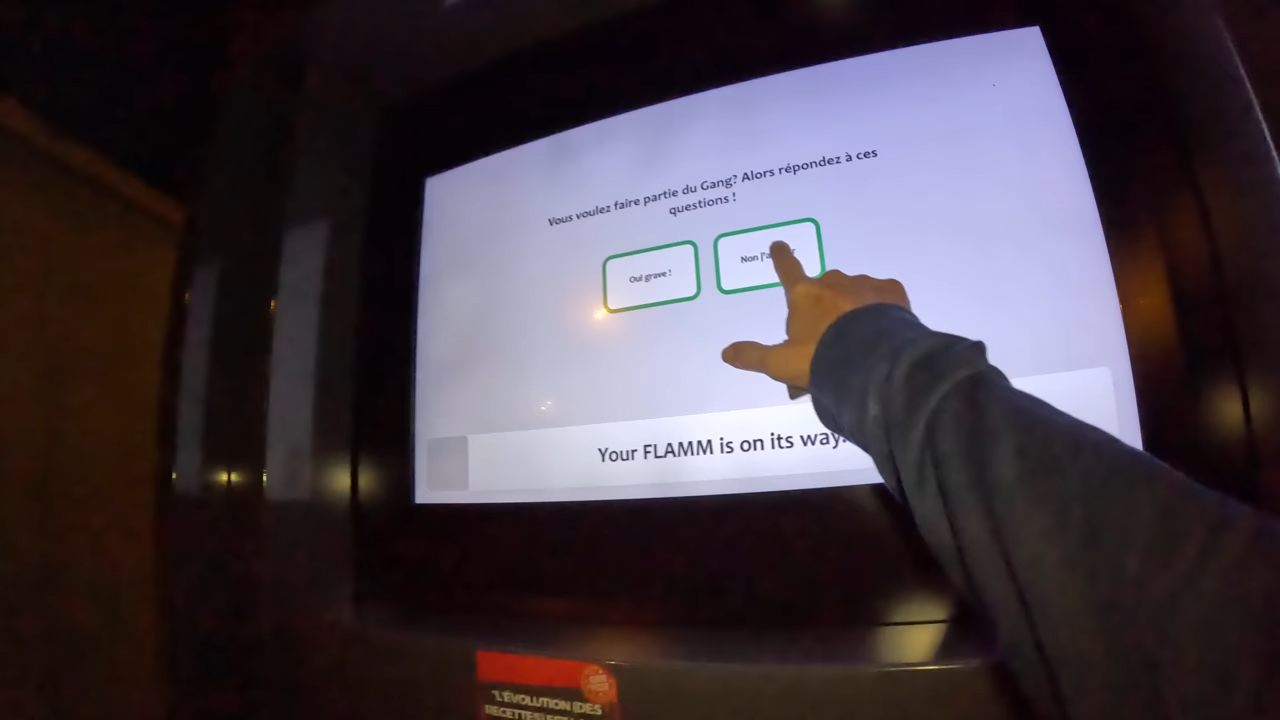 Vous voulez faire partie du Gang? Alors répondez à ces
questions !
Oui grave !
Non
Your FLAMM is on its way.
"L'ÉVOLUTION (DES
RECETTES)